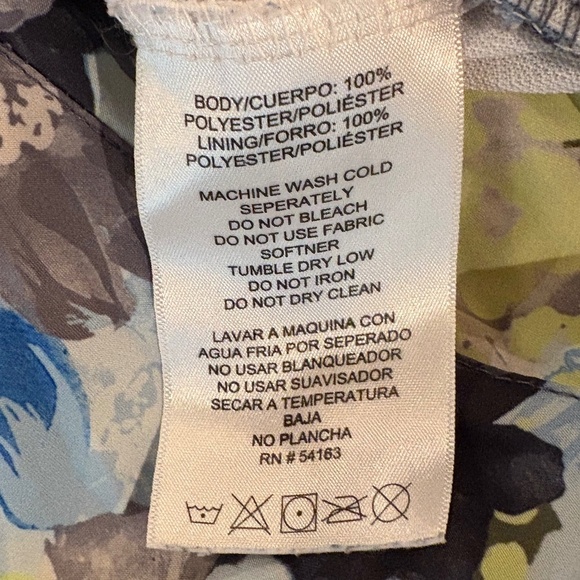 BODY/CUERPO: 100%
POLYESTER/POLIÉSTER
LINING/FORRO: 100%
POLYESTER/POLIÉSTER
MACHINE WASH COLD
SEPERATELY
DO NOT BLEACH
DO NOT USE FABRIC
SOFTNER
TUMBLE DRY LOW
DO NOT IRON
DO NOT DRY CLEAN
LAVAR A MAQUINA CON
AGUA FRIA POR SEPERADO
NO USAR BLANQUEADOR
NO USAR SUAVISADOR
SECAR A TEMPERATURA
BAJA
NO PLANCHA
RN # 54163